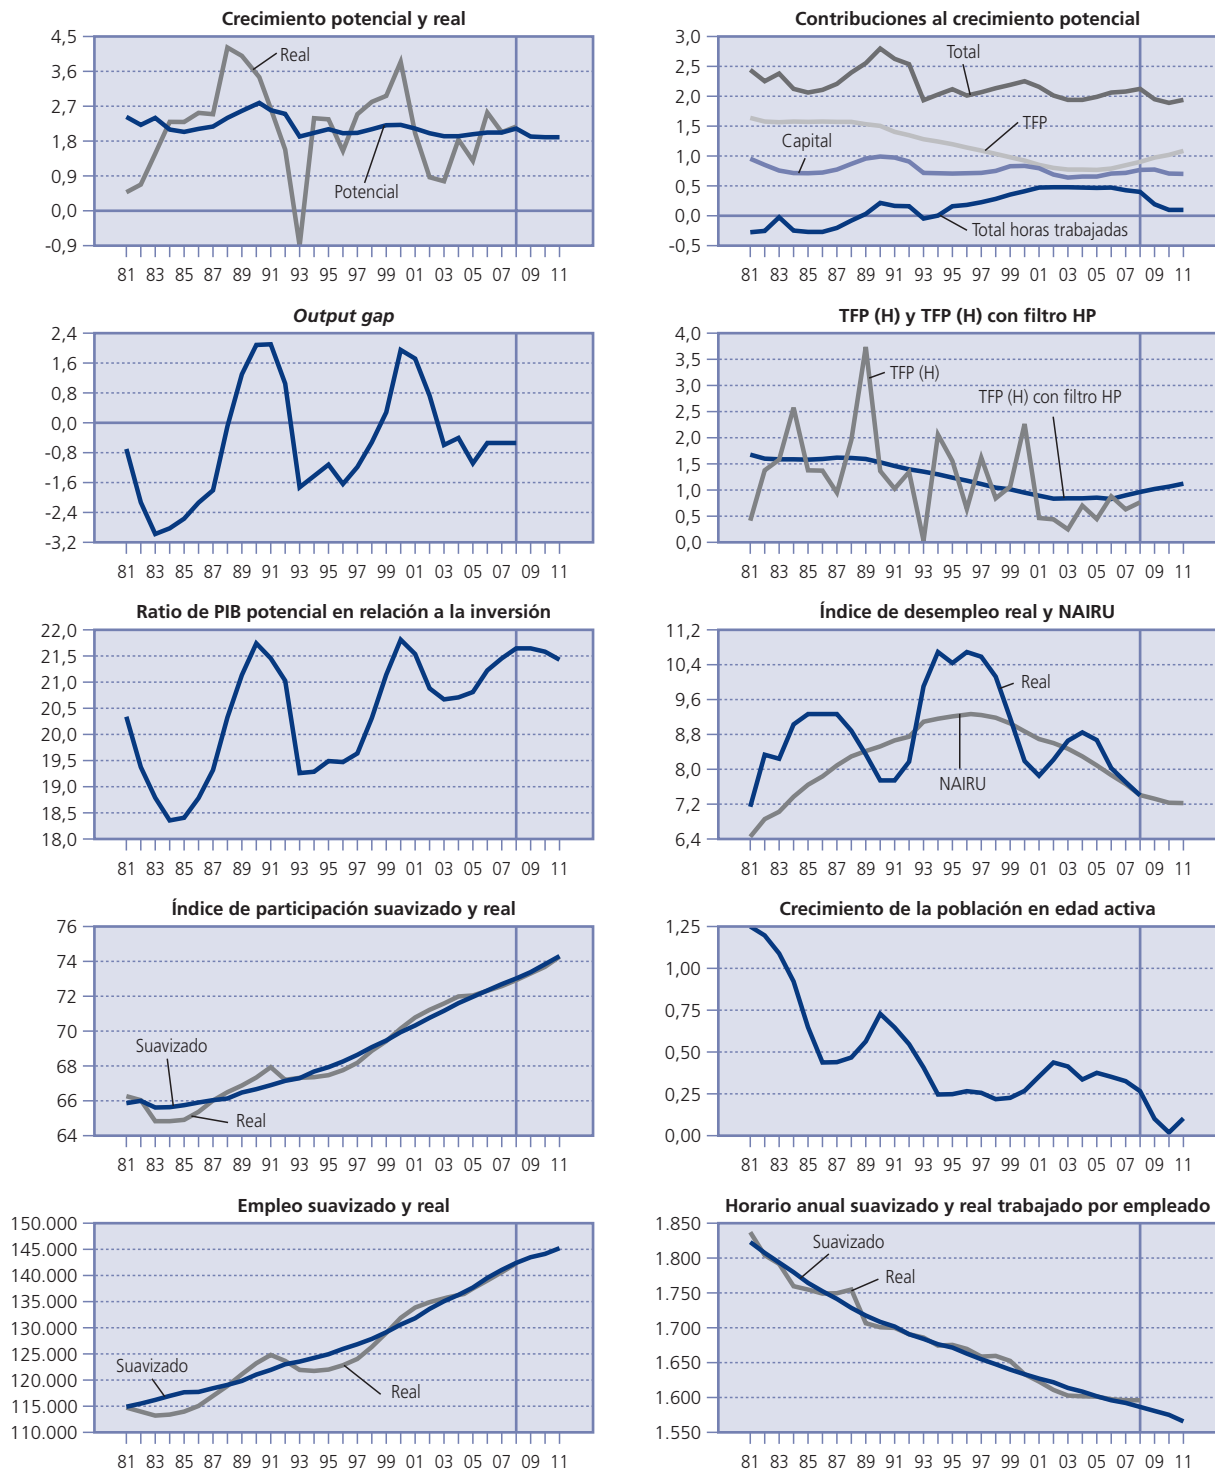 Crecimiento potencial y real
4,5
3,6
2,7
1,8
0,9
0,0
-0,9
Real
Potencial
81 83 85 87 89 91 93 95 97 99 01 03 05 07 09 11
Contribuciones al crecimiento potencial
3,0
2,5
2,0
1,5
1,0
0,5
0,0
-0,5
Total
TFP
Capital
Total horas trabajadas
81 83 85 87 89 91 93 95 97 99 01 03 05 07 09 11
Output gap
2,4
1,6
0,8
0,0
-0,8
-1,6
-2,4
-3,2
81 83 85 87 89 91 93 95 97 99 01 03 05 07 09 11
TFP (H) y TFP (H) con filtro HP
4,0
3,5
3,0
2,5
2,0
1,5
1,0
0,5
0,0
TFP (H)
TFP (H) con filtro HP
81 83 85 87 89 91 93 95 97 99 01 03 05 07 09 11
Ratio de PIB potencial en relación a la inversión
22,0
21,5
21,0
20,5
20,0
19,5
19,0
18,5
18,0
81 83 85 87 89 91 93 95 97 99 01 03 05 07 09 11
Índice de desempleo real y NAIRU
11,2
10,4
9,6
8,8
8,0
7,2
6,4
Real
NAIRU
81 83 85 87 89 91 93 95 97 99 01 03 05 07 09 11
Índice de participación suavizado y real
76
74
72
70
68
66
64
Suavizado
Real
81 83 85 87 89 91 93 95 97 99 01 03 05 07 09 11
Crecimiento de la población en edad activa
1,25
1,00
0,75
0,50
0,25
0,00
81 83 85 87 89 91 93 95 97 99 01 03 05 07 09 11
Empleo suavizado y real
150.000
145.000
140.000
135.000
130.000
125.000
120.000
115.000
110.000
Suavizado
Real
81 83 85 87 89 91 93 95 97 99 01 03 05 07 09 11
Horario anual suavizado y real trabajado por empleado
1.850
1.800
1.750
1.700
1.650
1.600
1.550
Suavizado
Real
81 83 85 87 89 91 93 95 97 99 01 03 05 07 09 11